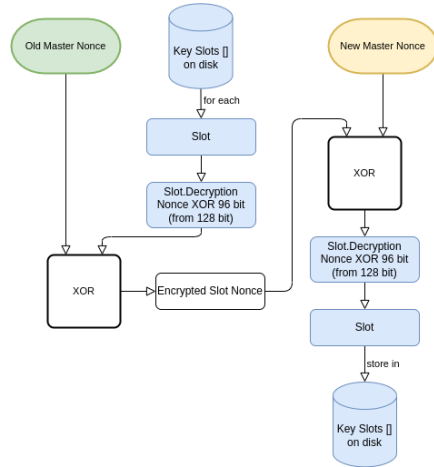 Old Master Nonce
Key Slots []
on disk
New Master Nonce
for each
Slot
XOR
Slot.Decryption
Nonce XOR 96 bit
(from 128 bit)
Slot.Decryption
Nonce XOR 96 bit
(from 128 bit)
XOR
Encrypted Slot Nonce
Slot
store in
Key Slots []
on disk